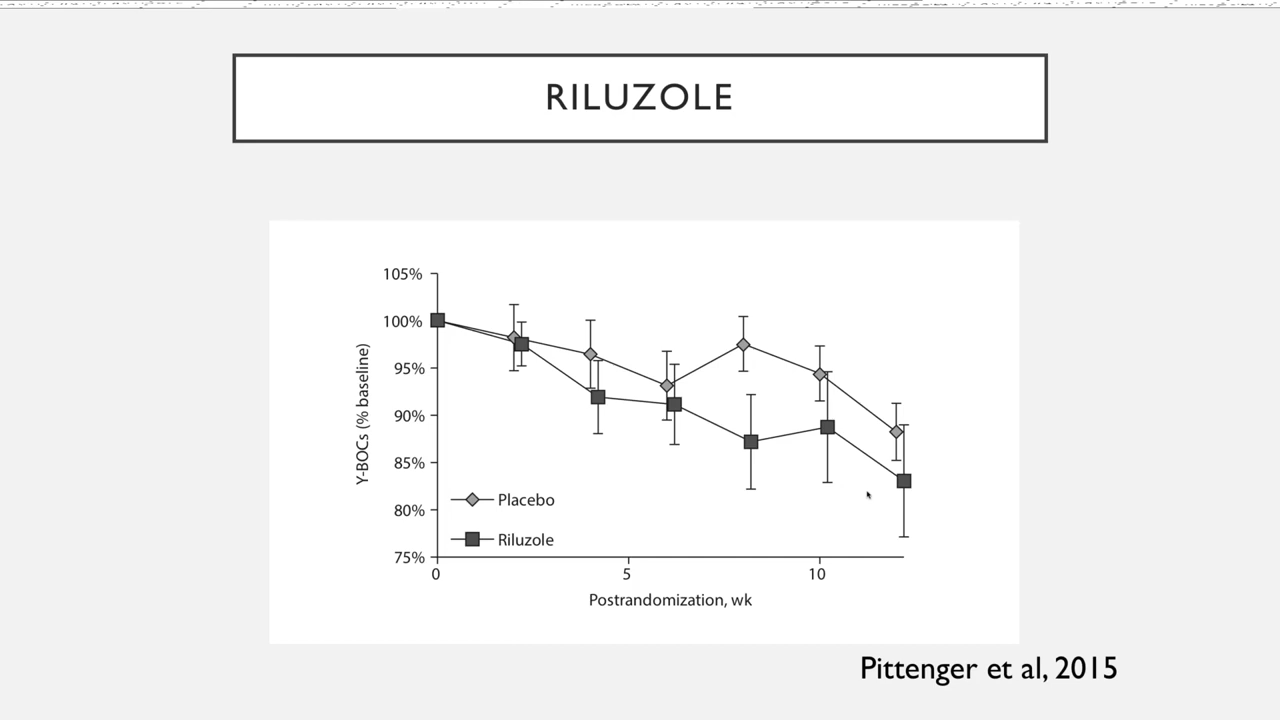 RILUZOLE
105%
100%
95%
90%
85%
80%
75%
Y-BOCs (% baseline)
Placebo
Riluzole
0
5
10
Postrandomization, wk
Pittenger et al, 2015